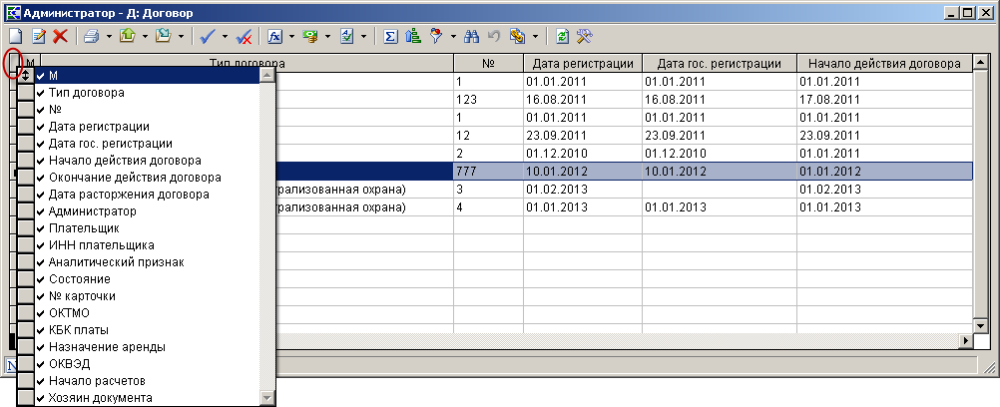 Администратор - Д: Договор
М Тип договора № Дата регистрации Дата гос. регистрации Начало действия договора
1 01.01.2011 01.01.2011 01.01.2011
123 16.08.2011 16.08.2011 17.08.2011
1 01.01.2011 01.01.2011 01.01.2011
12 23.09.2011 23.09.2011 23.09.2011
2 01.12.2010 01.12.2010 01.01.2011
777 10.01.2012 10.01.2012 01.01.2012
трализованная охрана) 3 01.02.2013 01.02.2013
трализованная охрана) 4 01.01.2013 01.01.2013 01.01.2013
М
Тип договора
№
Дата регистрации
Дата гос. регистрации
Начало действия договора
Окончание действия договора
Дата расторжения договора
Администратор
Плательщик
ИНН плательщика
Аналитический признак
Состояние
№ карточки
ОКТМО
КБК платы
Назначение аренды
ОКВЭД
Начало расчетов
Хозяин документа